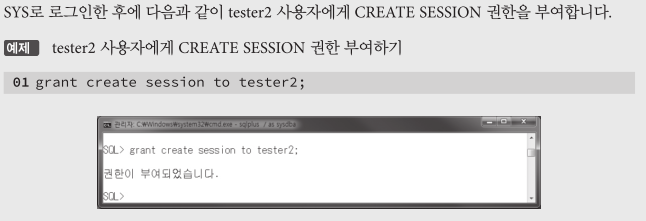 SYS로 로그인한 후에 다음과 같이 tester2 사용자에게 CREATE SESSION 권한을 부여합니다.
예제 tester2 사용자에게 CREATE SESSION 권한 부여하기
01 grant create session to tester2;
관리자: C:₩Windows₩system32₩cmd.exe - sqlplus / as sysdba
SQL> grant create session to tester2;
권한이 부여되었습니다.
SQL>